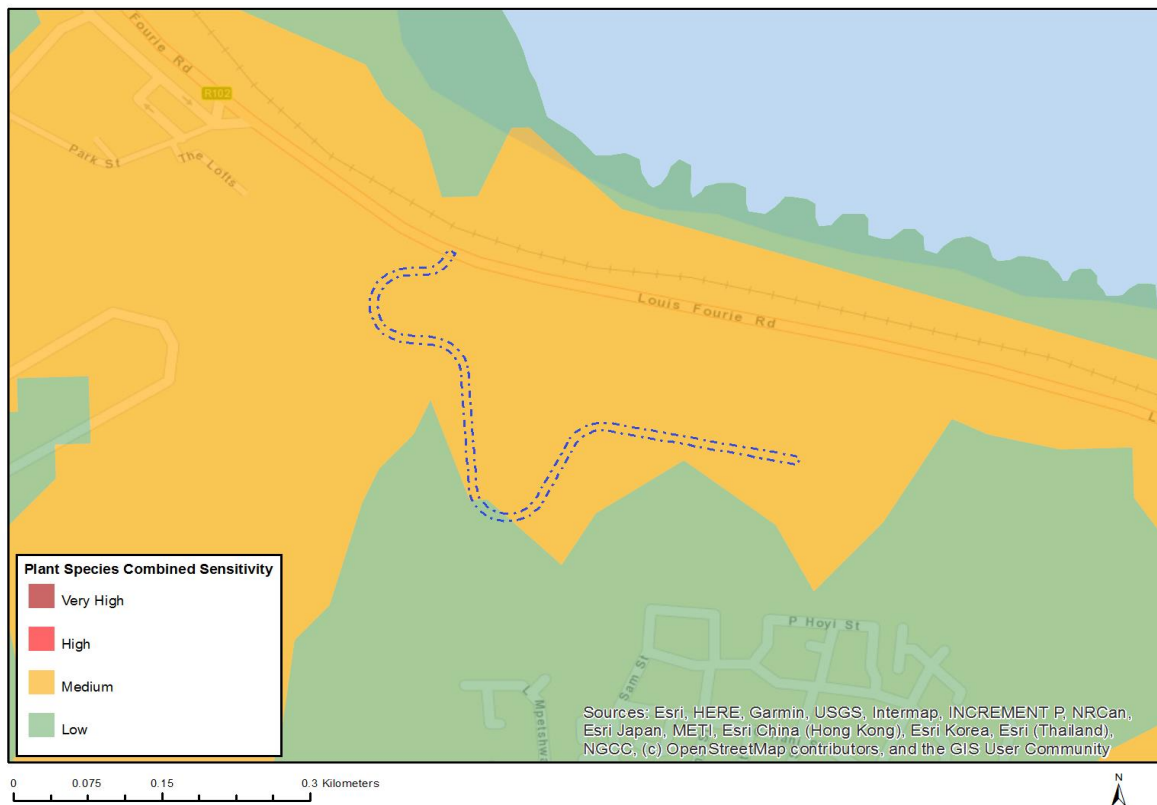 Fourie Rd
R102
Park St
The Lofts
Louis Fourie Rd
L
P Hoyi St
Sam St
Mpetshwa
Plant Species Combined Sensitivity
Very High
High
Medium
Low
Sources: Esri, HERE, Garmin, USGS, Intermap, INCREMENT P, NRCan,
Esri Japan, METI, Esri China (Hong Kong), Esri Korea, Esri (Thailand),
NGCC, (c) OpenStreetMap contributors, and the GIS User Community
0 0.075 0.15 0.3 Kilometers
N